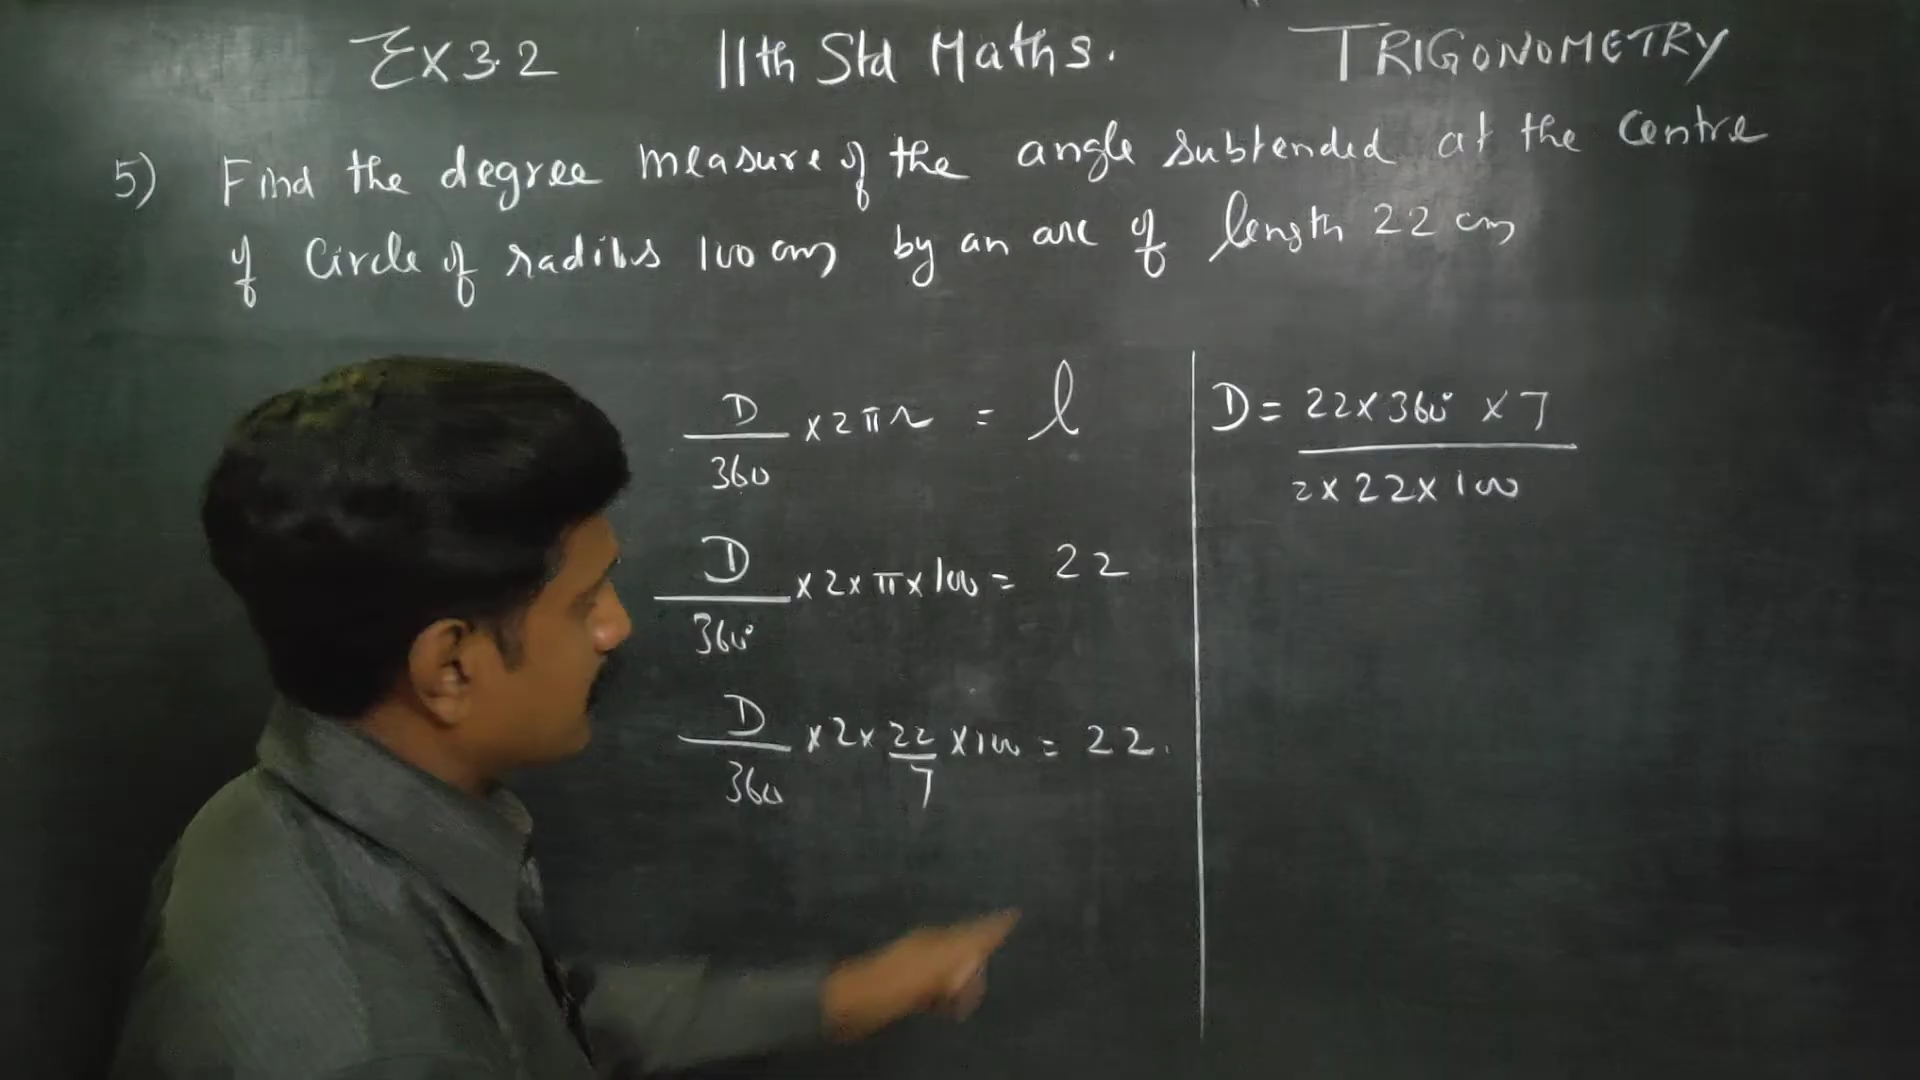 Ex 3.2 11th Std Maths. TRIGONOMETRY
5) Find the degree measure of the angle subtended at the centre
of Circle of radius 100 cm by an arc of length 22 cm
D/360 × 2πr = l
D/360° × 2 × π × 100 = 22
D/360 × 2 × 22/7 × 100 = 22.
D = 22 × 360° × 7
2 × 22 × 100